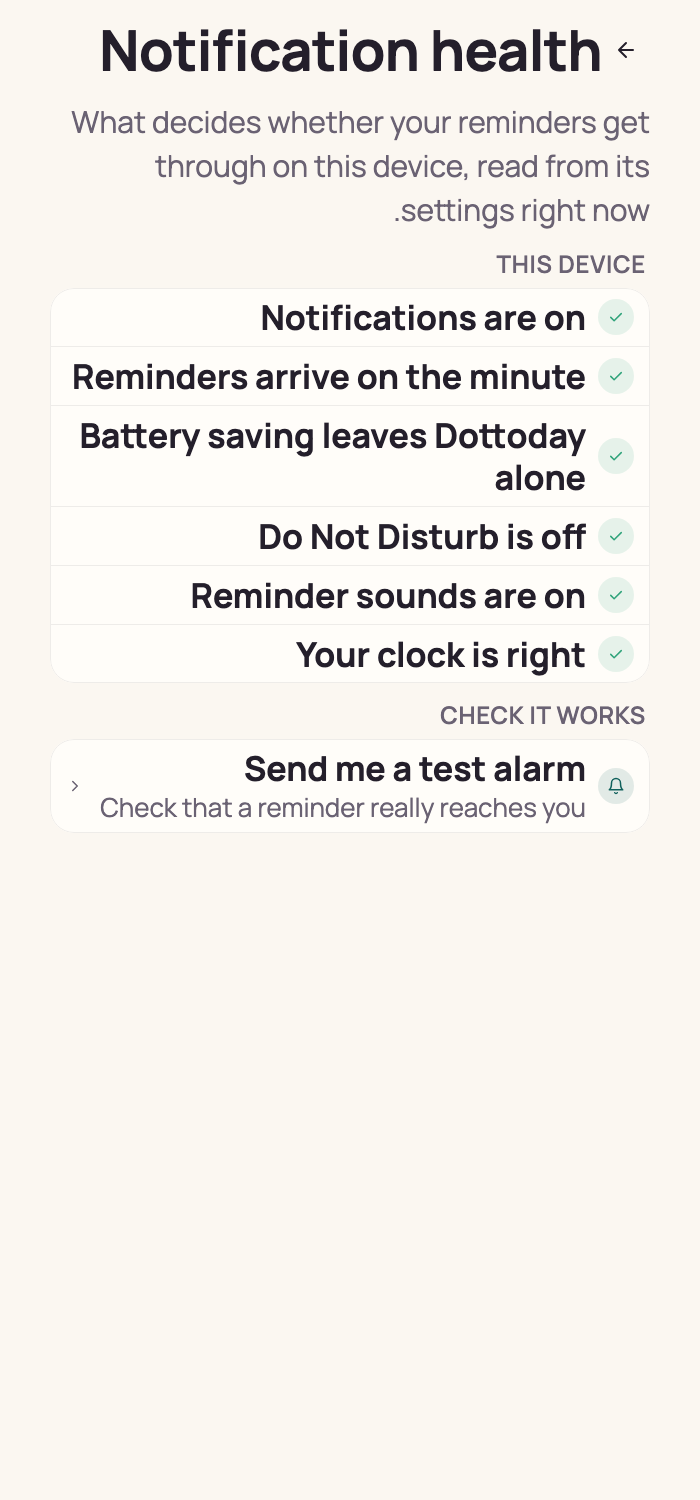 Notification health
What decides whether your reminders get
through on this device, read from its
.settings right now
THIS DEVICE
Notifications are on
Reminders arrive on the minute
Battery saving leaves Dottoday
alone
Do Not Disturb is off
Reminder sounds are on
Your clock is right
CHECK IT WORKS
Send me a test alarm
Check that a reminder really reaches you